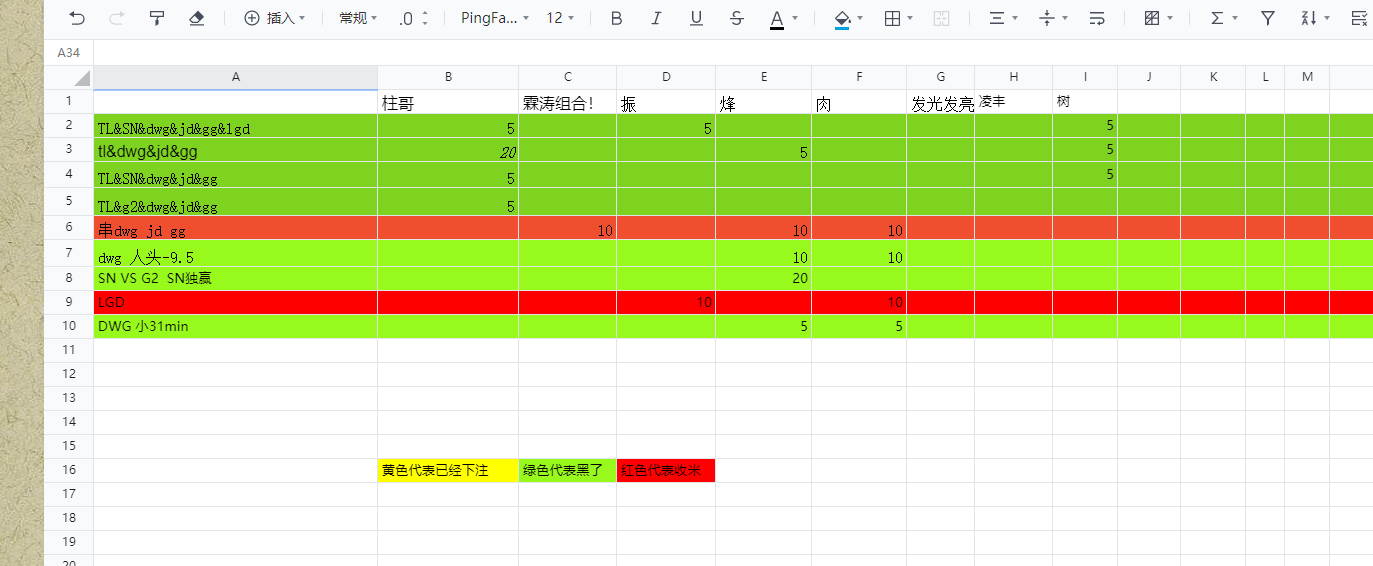 插入 常规 .0 PingFa... 12 B I U S A Σ
A34
A B C D E F G H I J K L M
1 柱哥 霖涛组合! 振 烽 肉 发光发亮 凌丰 树
2 TL&SN&dwg&jd&gg&lgd 5 5 5
3 tl&dwg&jd&gg 20 5 5
4 TL&SN&dwg&jd&gg 5 5
5 TL&g2&dwg&jd&gg 5
6 串dwg jd gg 10 10 10
7 dwg 人头-9.5 10 10
8 SN VS G2 SN独赢 20
9 LGD 10 10
10 DWG 小31min 5 5
11
12
13
14
15
16 黄色代表已经下注 绿色代表黑了 红色代表收米
17
18
19
20